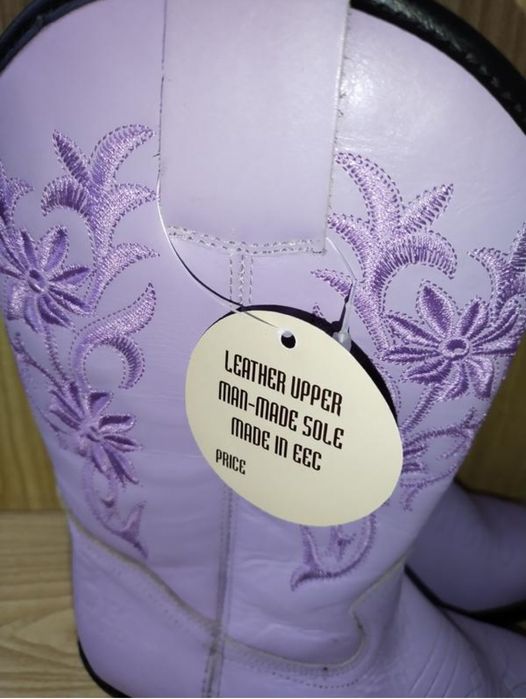 LEATHER UPPER
MAN-MADE SOLE
MADE IN EEC
PRICE